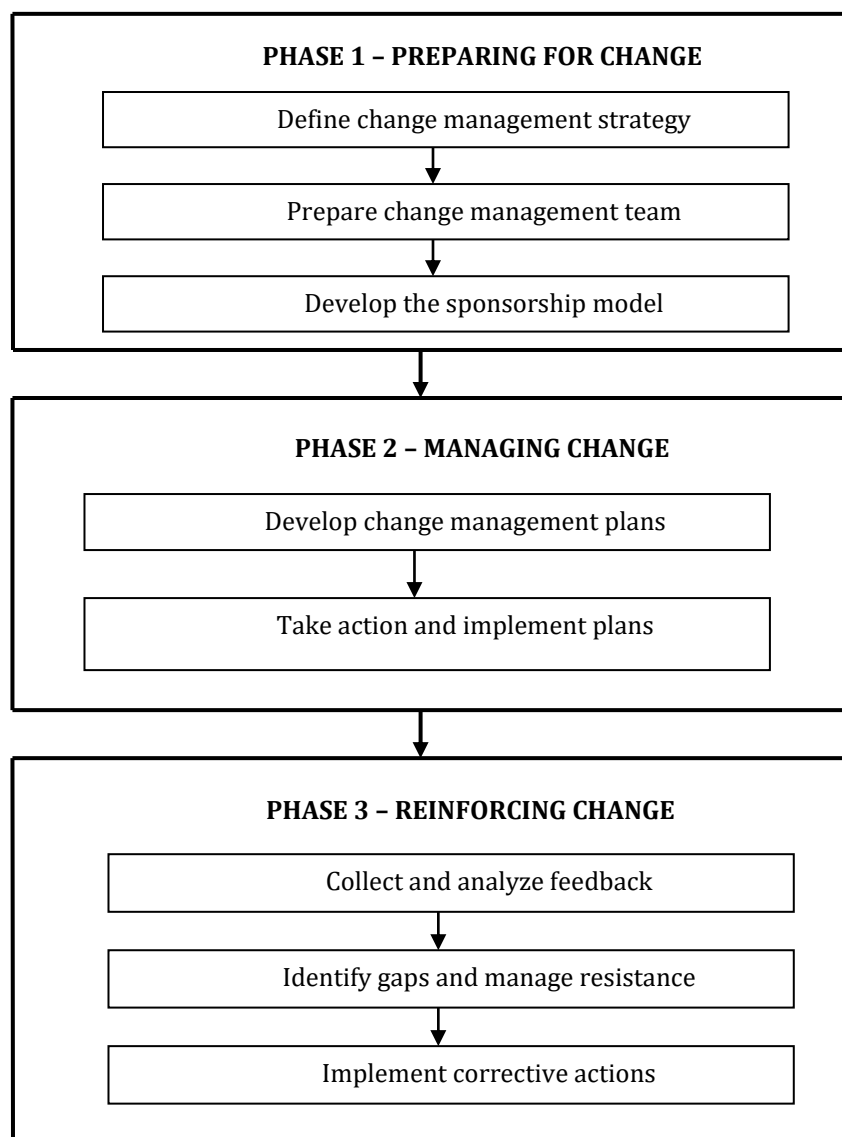 PHASE 1 – PREPARING FOR CHANGE
Define change management strategy
Prepare change management team
Develop the sponsorship model
PHASE 2 – MANAGING CHANGE
Develop change management plans
Take action and implement plans
PHASE 3 – REINFORCING CHANGE
Collect and analyze feedback
Identify gaps and manage resistance
Implement corrective actions